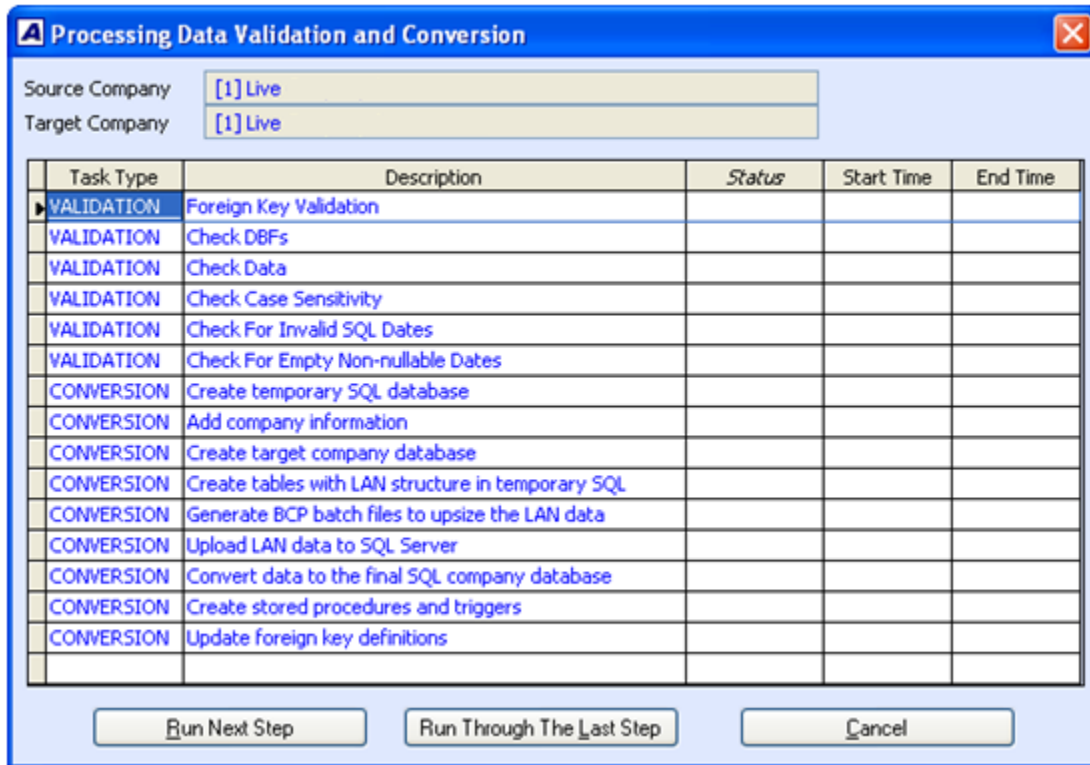 A Processing Data Validation and Conversion
Source Company [1] Live
Target Company [1] Live
Task Type Description Status Start Time End Time
VALIDATION Foreign Key Validation
VALIDATION Check DBFs
VALIDATION Check Data
VALIDATION Check Case Sensitivity
VALIDATION Check For Invalid SQL Dates
VALIDATION Check For Empty Non-nullable Dates
CONVERSION Create temporary SQL database
CONVERSION Add company information
CONVERSION Create target company database
CONVERSION Create tables with LAN structure in temporary SQL
CONVERSION Generate BCP batch files to upsize the LAN data
CONVERSION Upload LAN data to SQL Server
CONVERSION Convert data to the final SQL company database
CONVERSION Create stored procedures and triggers
CONVERSION Update foreign key definitions
Run Next Step Run Through The Last Step Cancel